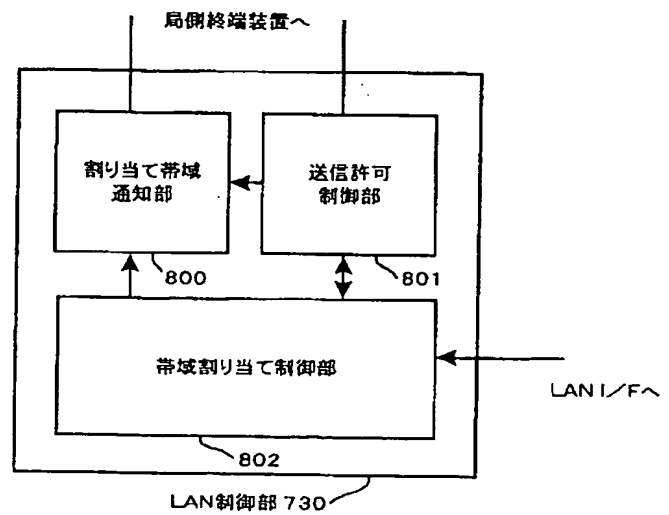 局側終端装置へ
割り当て帯域
通知部
送信許可
制御部
800
801
帯域割り当て制御部
LAN I/Fへ
802
LAN制御部 730